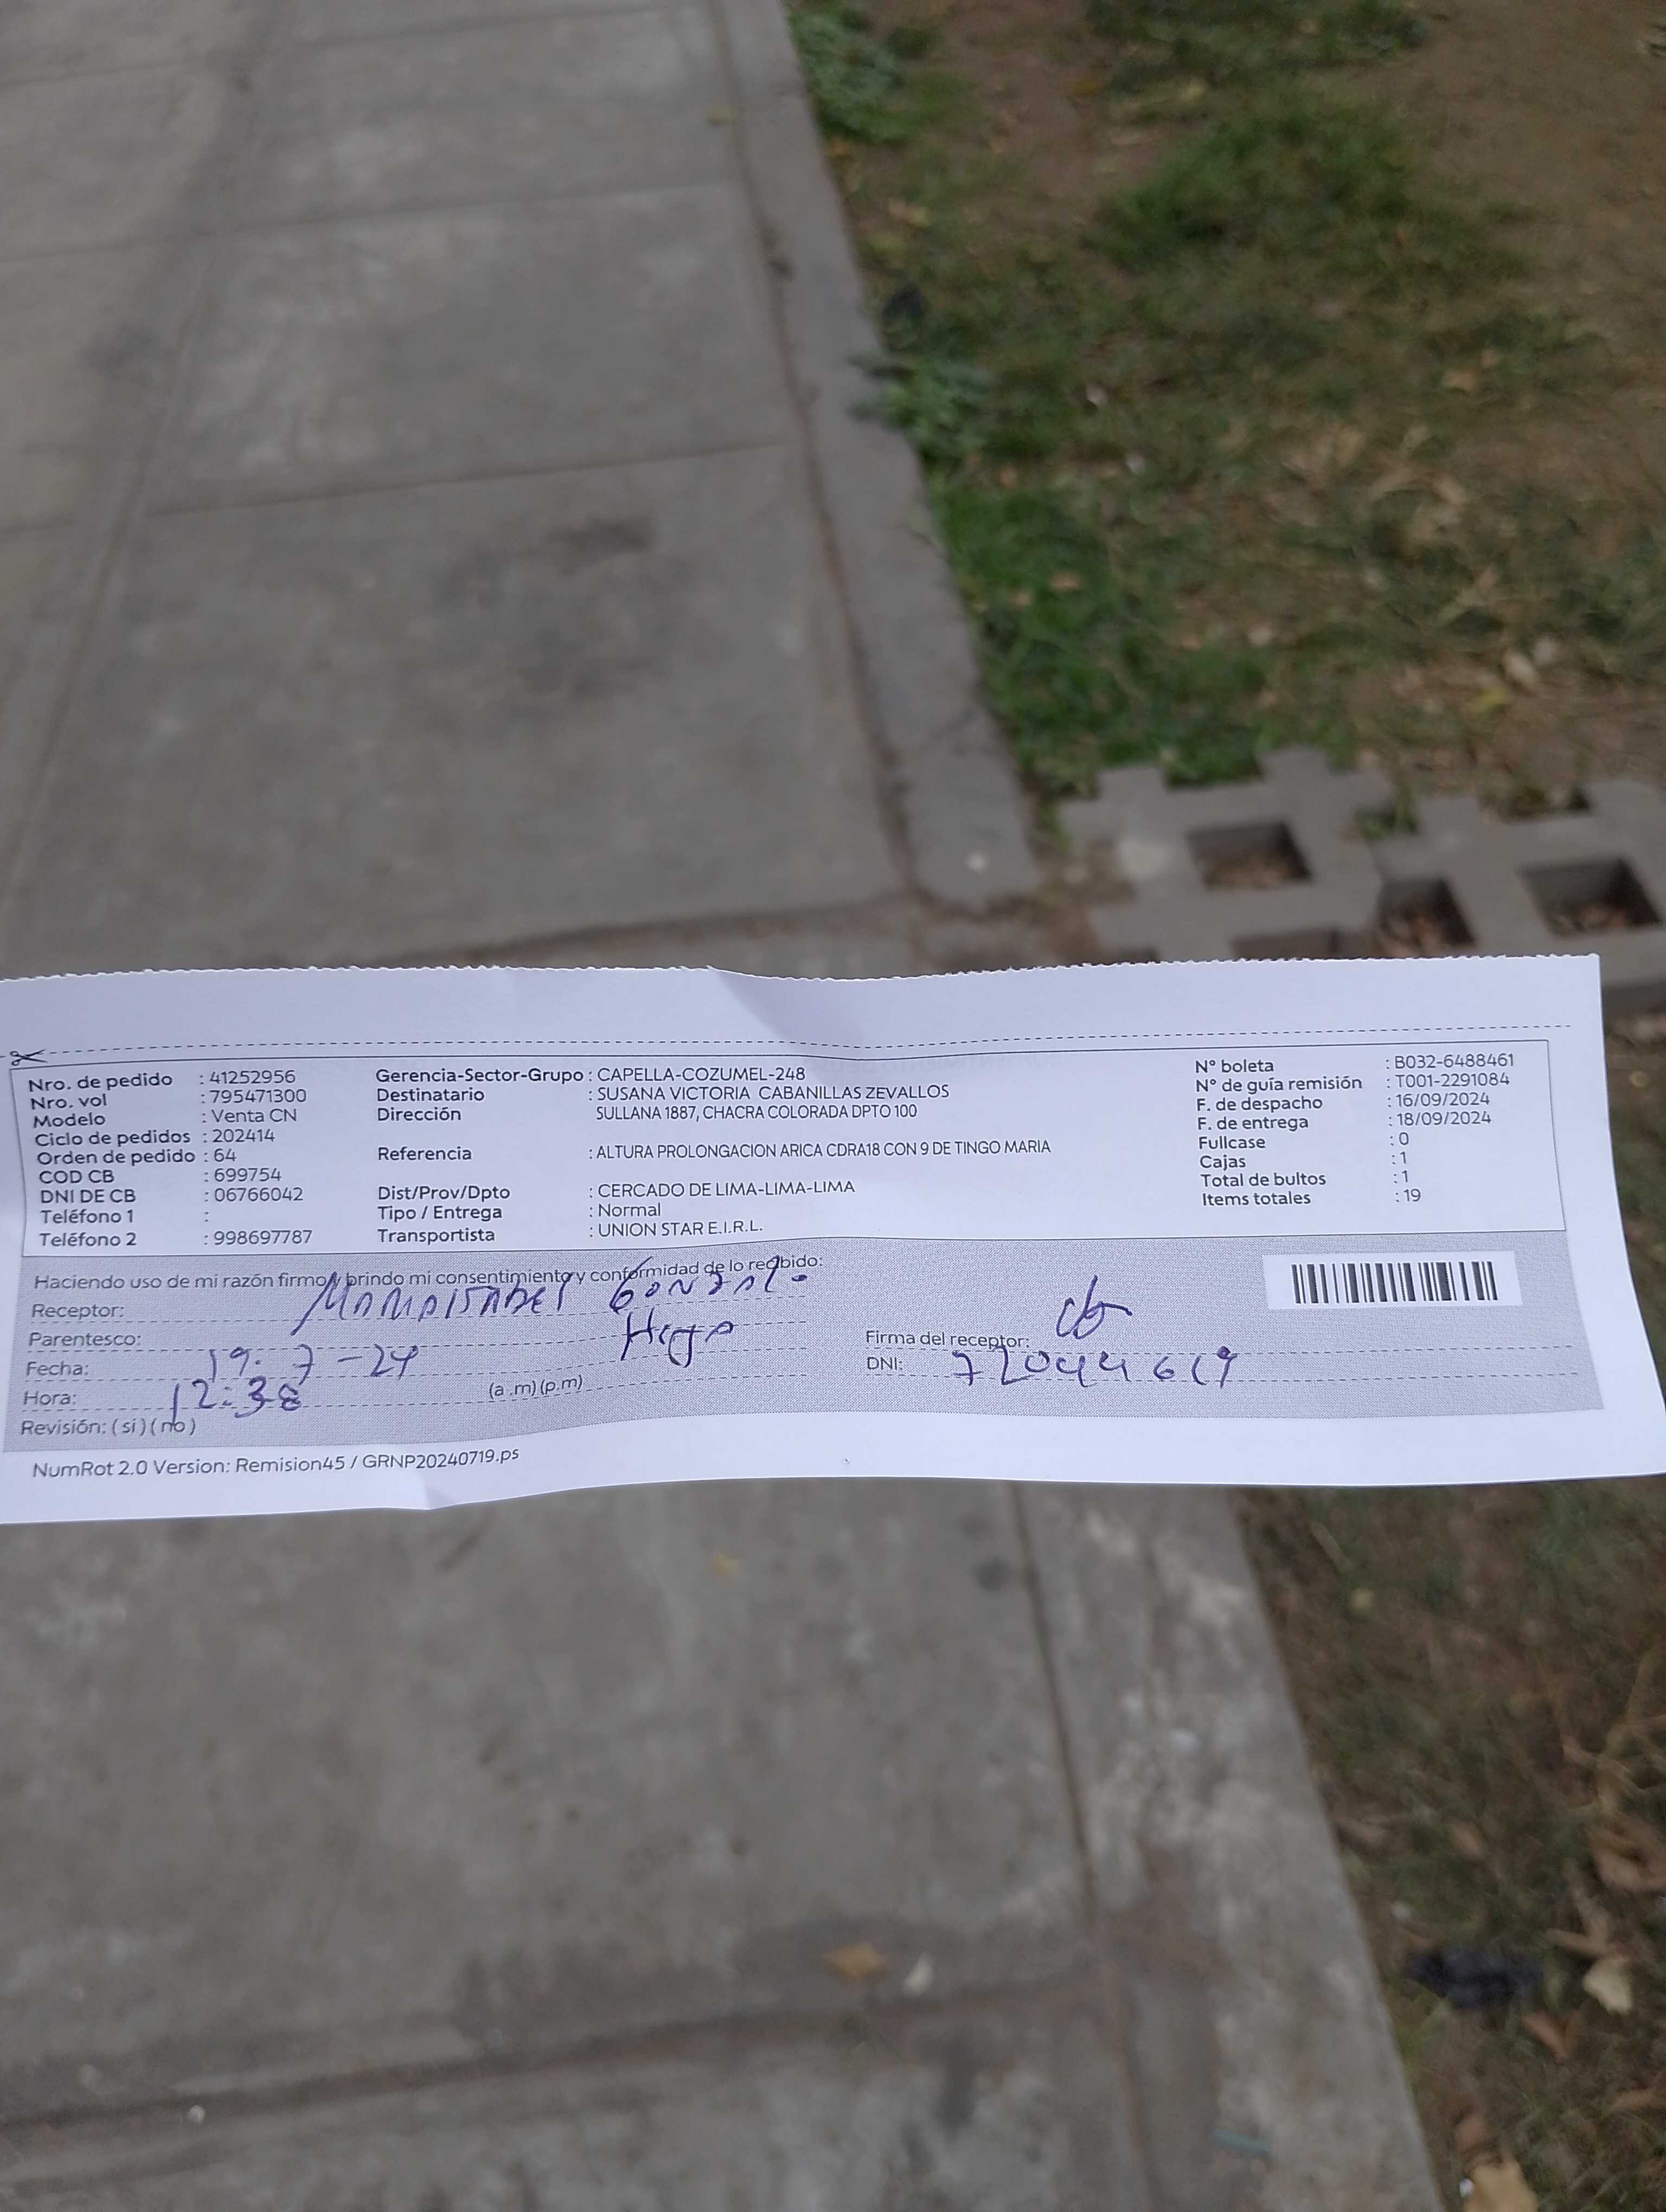 Nro. de pedido : 41252956
Nro. vol : 795471300
Modelo : Venta CN
Ciclo de pedidos : 202414
Orden de pedido : 64
COD CB : 699754
DNI DE CB : 06766042
Teléfono 1 :
Teléfono 2 : 998697787
Gerencia-Sector-Grupo : CAPELLA-COZUMEL-248
Destinatario : SUSANA VICTORIA CABANILLAS ZEVALLOS
Dirección SULLANA 1887, CHACRA COLORADA DPTO 100
Referencia : ALTURA PROLONGACION ARICA CDRA18 CON 9 DE TINGO MARIA
Dist/Prov/Dpto : CERCADO DE LIMA-LIMA-LIMA
Tipo / Entrega : Normal
Transportista : UNION STAR E.I.R.L.
N° boleta : B032-6488461
N° de guía remisión : T001-2291084
F. de despacho : 16/09/2024
F. de entrega : 18/09/2024
Fullcase : 0
Cajas : 1
Total de bultos : 1
Items totales : 19
Haciendo uso de mi razón firmo y brindo mi consentimiento y conformidad de lo recibido:
Receptor:
Parentesco: Hija
Fecha: 19-7-24
Hora: 12:38 (a.m) (p.m)
Revisión: ( si ) ( no )
Firma del receptor:
DNI:
NumRot 2.0 Version: Remision45 / GRNP20240719.ps